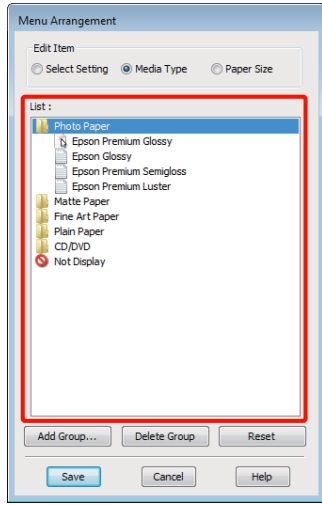 Menu Arrangement
Edit Item
Select Setting Media Type Paper Size
List :
Photo Paper
Epson Premium Glossy
Epson Glossy
Epson Premium Semigloss
Epson Premium Luster
Matte Paper
Fine Art Paper
Plain Paper
CD/DVD
Not Display
Add Group... Delete Group Reset
Save Cancel Help